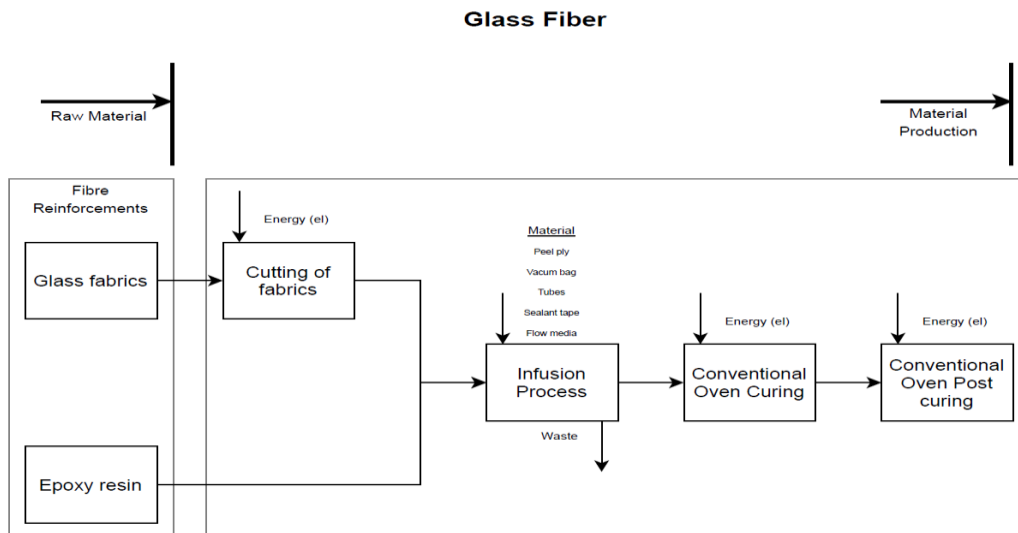 Glass Fiber
Raw Material
Material
Production
Fibre
Reinforcements
Glass fabrics
Epoxy resin
Energy (el)
Cutting of
fabrics
Material
Peel ply
Vacum bag
Tubes
Sealant tape
Flow media
Infusion
Process
Waste
Energy (el)
Conventional
Oven Curing
Energy (el)
Conventional
Oven Post
curing